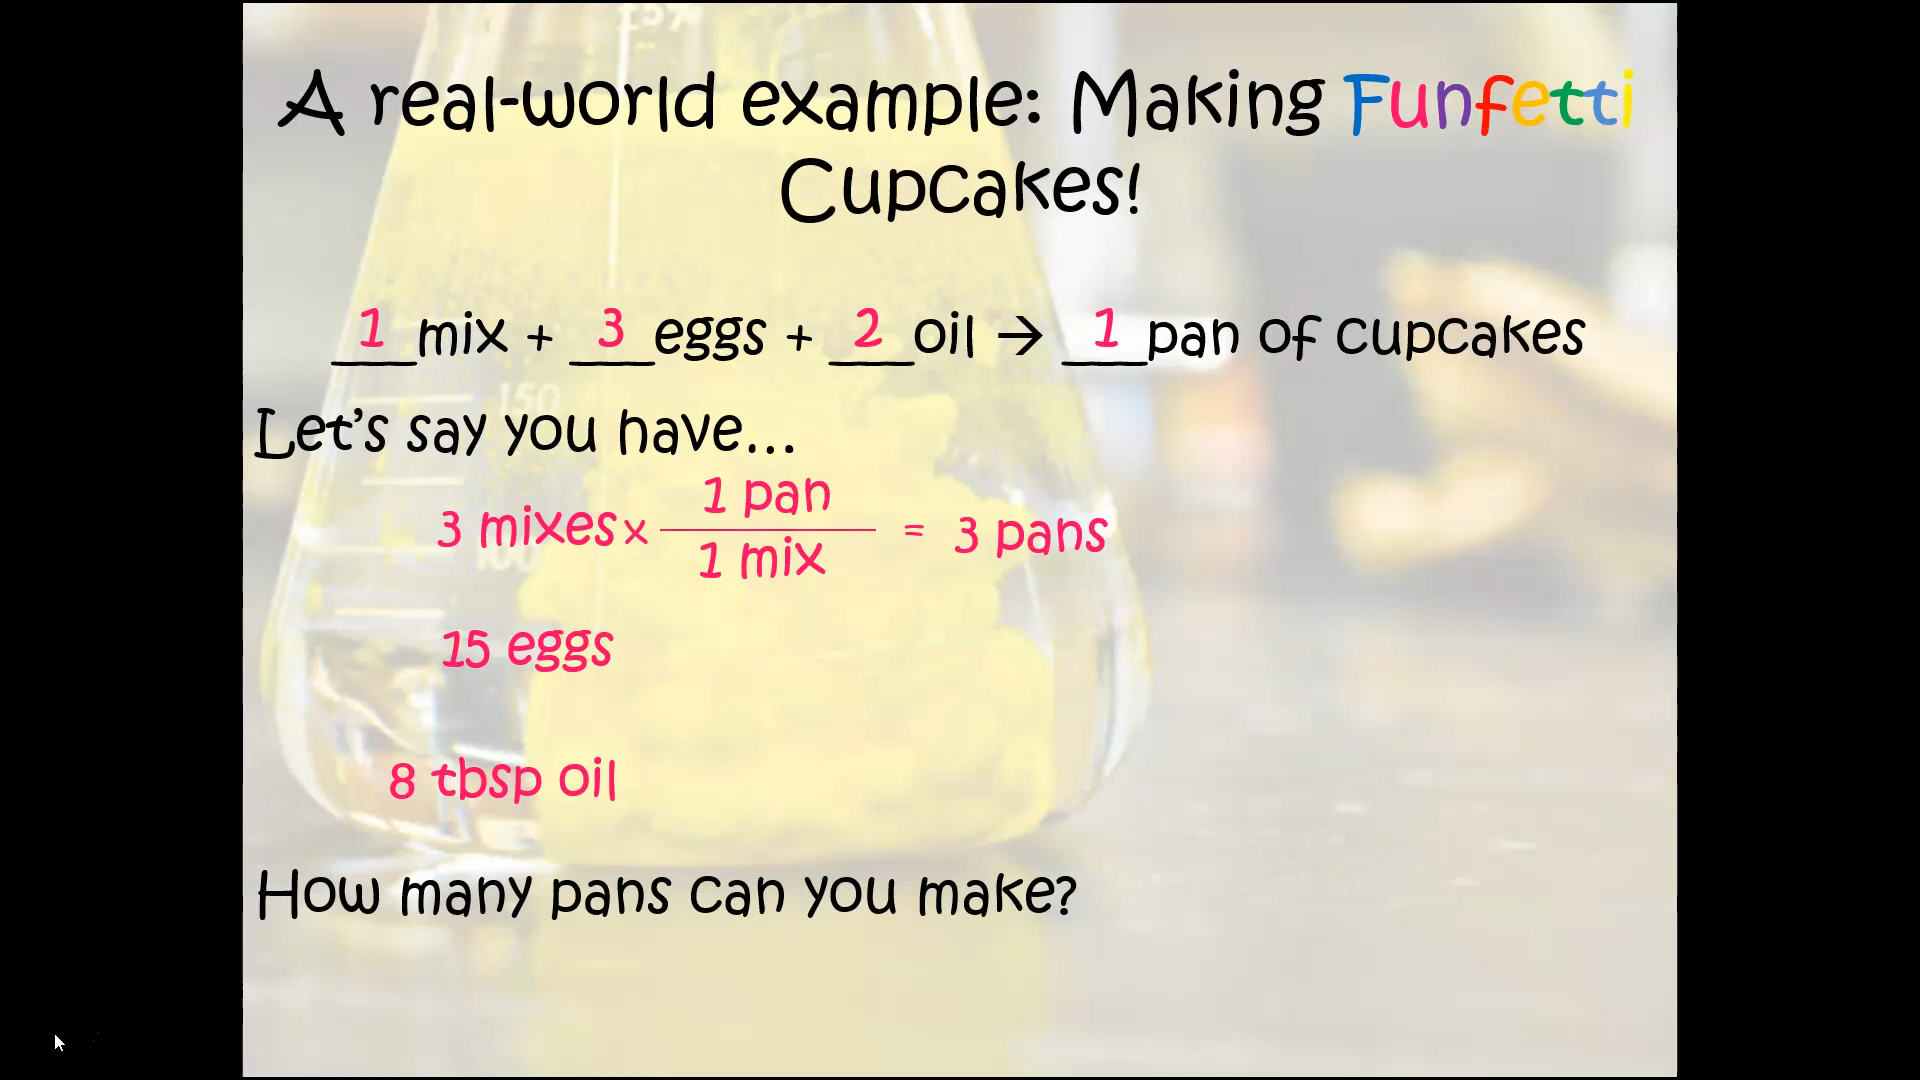 A real-world example: Making Funfetti
Cupcakes!
1 mix + 3 eggs + 2 oil → 1 pan of cupcakes
Let's say you have...
150
3 mixes x 1 pan / 1 mix = 3 pans
100
15 eggs
8 tbsp oil
How many pans can you make?